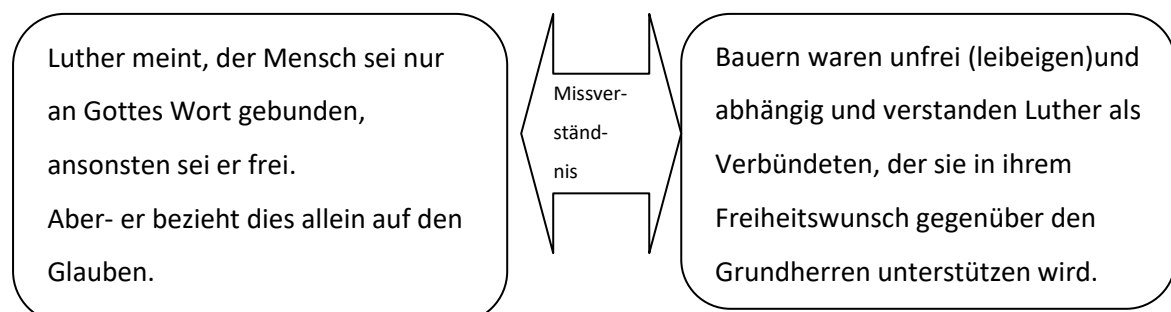 Luther meint, der Mensch sei nur
an Gottes Wort gebunden,
ansonsten sei er frei.
Aber- er bezieht dies allein auf den
Glauben.
Missver-
ständ-
nis
Bauern waren unfrei (leibeigen)und
abhängig und verstanden Luther als
Verbündeten, der sie in ihrem
Freiheitswunsch gegenüber den
Grundherren unterstützen wird.